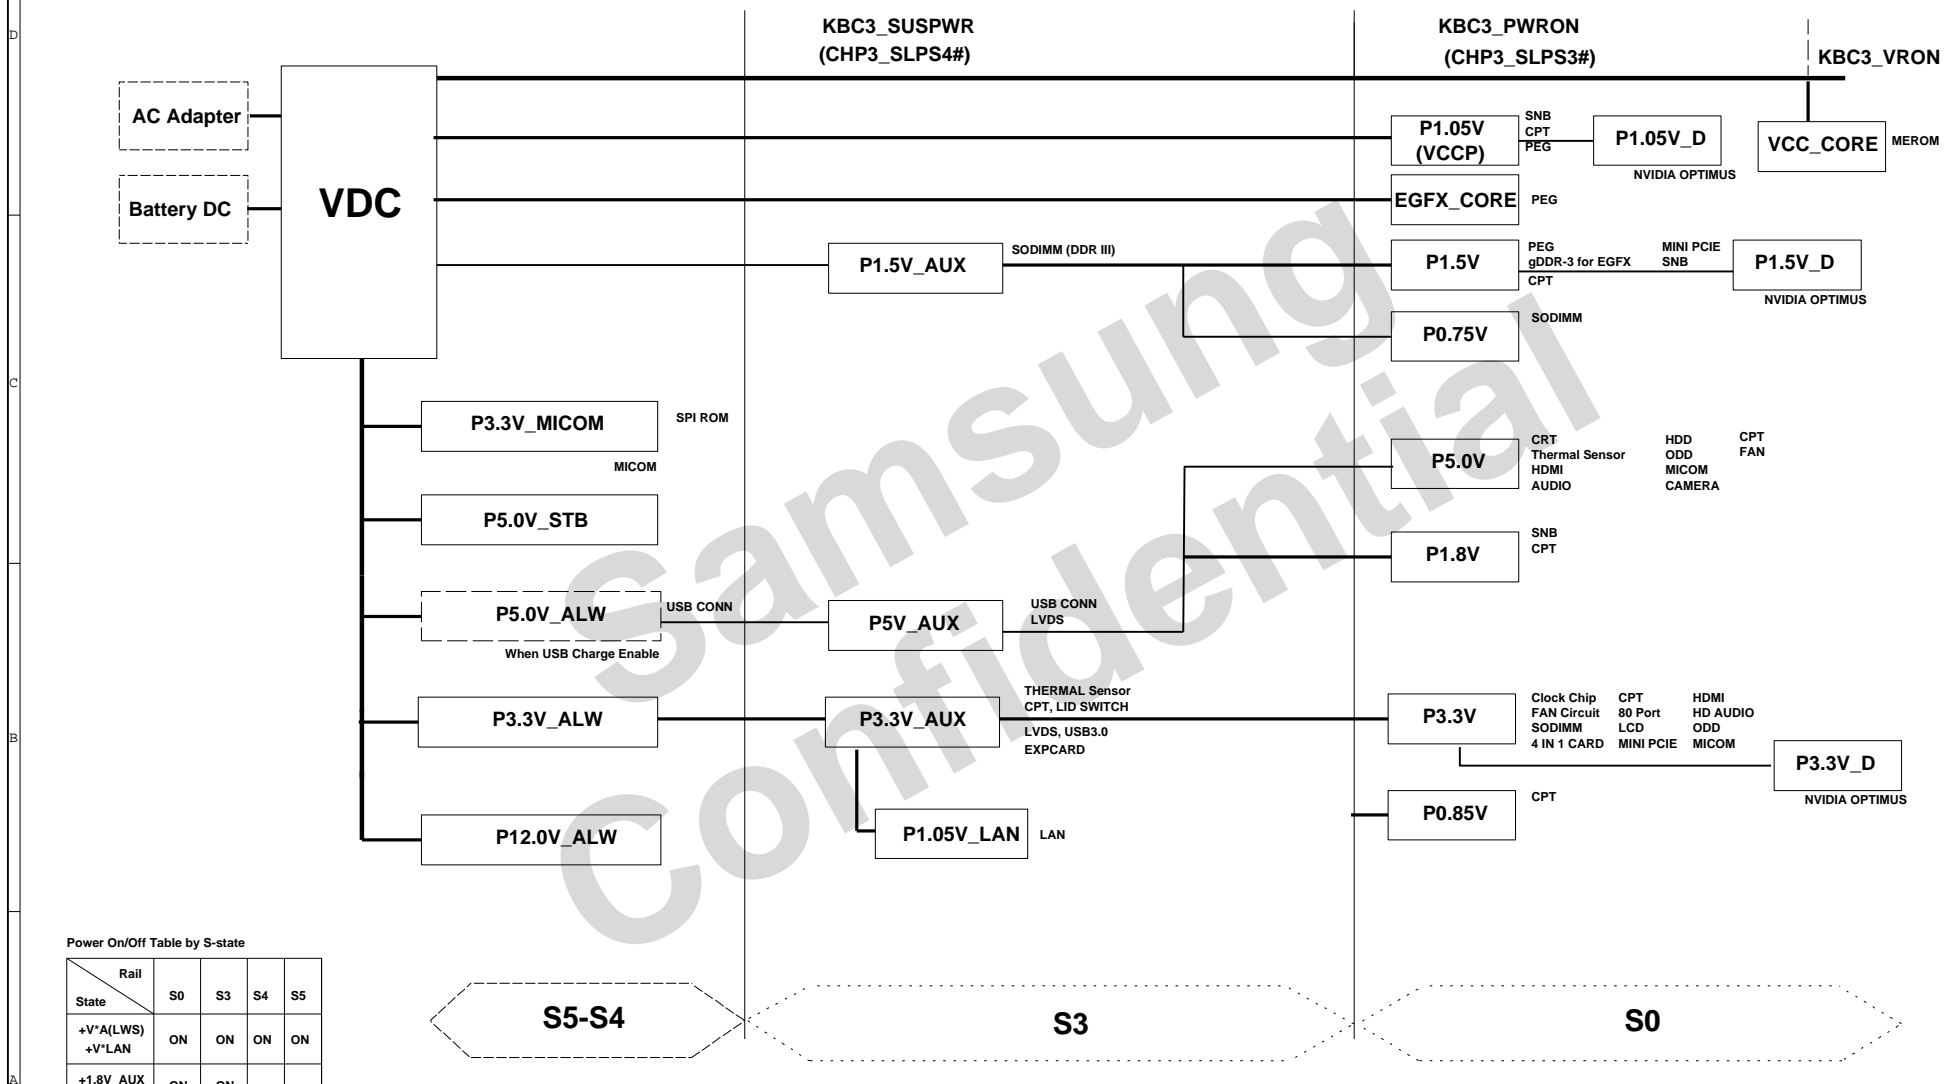 D
KBC3_SUSPWR
(CHP3_SLPS4#)
KBC3_PWRON
(CHP3_SLPS3#)
KBC3_VRON
AC Adapter
Battery DC
VDC
P1.05V
(VCCP)
SNB
CPT
PEG
P1.05V_D
NVIDIA OPTIMUS
VCC_CORE
MEROM
EGFX_CORE
PEG
P1.5V_AUX
SODIMM (DDR III)
P1.5V
PEG
gDDR-3 for EGFX
CPT
MINI PCIE
SNB
P1.5V_D
NVIDIA OPTIMUS
P0.75V
SODIMM
C
P3.3V_MICOM
SPI ROM
MICOM
P5.0V_STB
P5.0V
CRT
Thermal Sensor
HDMI
AUDIO
HDD
ODD
MICOM
CAMERA
CPT
FAN
P1.8V
SNB
CPT
P5.0V_ALW
USB CONN
When USB Charge Enable
P5V_AUX
USB CONN
LVDS
P3.3V_ALW
P3.3V_AUX
THERMAL Sensor
CPT, LID SWITCH
LVDS, USB3.0
EXPCARD
P3.3V
Clock Chip CPT HDMI
FAN Circuit 80 Port HD AUDIO
SODIMM LCD ODD
4 IN 1 CARD MINI PCIE MICOM
B
P3.3V_D
NVIDIA OPTIMUS
P12.0V_ALW
P1.05V_LAN
LAN
P0.85V
CPT
Samsung
Confidential
Power On/Off Table by S-state
Rail
State S0 S3 S4 S5
+V*A(LWS)
+V*LAN
ON ON ON ON
+1.8V_AUX
ON ON
S5-S4
S3
S0
A